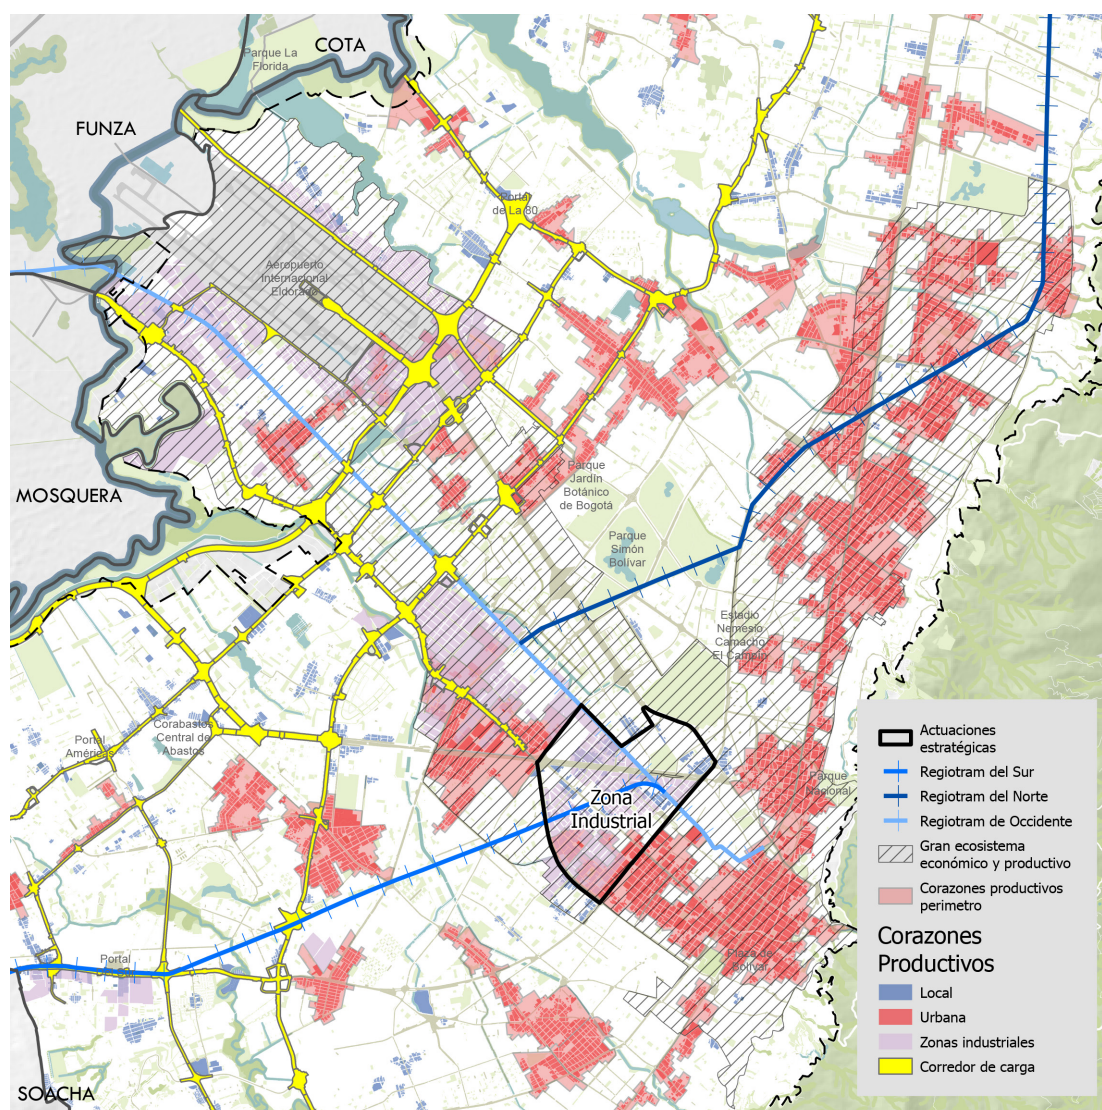 COTA
Parque La
Florida
FUNZA
Portal
de La 80
Aeropuerto
Internacional
Eldorado
MOSQUERA
Parque
Jardín
Botánico
de Bogotá
Parque
Simón
Bolívar
Estadio
Nemesio
Camacho
El Campín
Portal
Américas
Corabastos
Central de
Abastos
Parque
Nacional
Zona
Industrial
Plaza de
Bolívar
Portal
SOACHA
Actuaciones
estratégicas
Regiotram del Sur
Regiotram del Norte
Regiotram de Occidente
Gran ecosistema
económico y productivo
Corazones productivos
perimetro
Corazones
Productivos
Local
Urbana
Zonas industriales
Corredor de carga